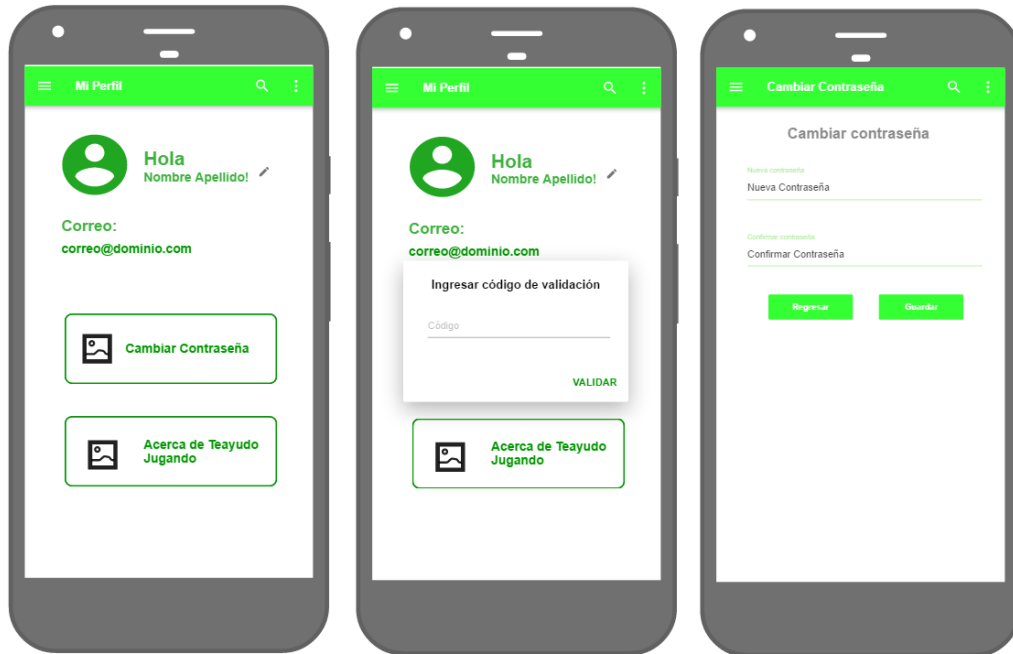 Mi Perfil
Hola
Nombre Apellido!
Correo:
correo@dominio.com
Cambiar Contraseña
Acerca de Teayudo
Jugando
Mi Perfil
Hola
Nombre Apellido!
Correo:
correo@dominio.com
Ingresar código de validación
Código
VALIDAR
Acerca de Teayudo
Jugando
Cambiar Contraseña
Cambiar contraseña
Nueva contraseña
Nueva Contraseña
Confirmar contraseña
Confirmar Contraseña
Regresar
Guardar